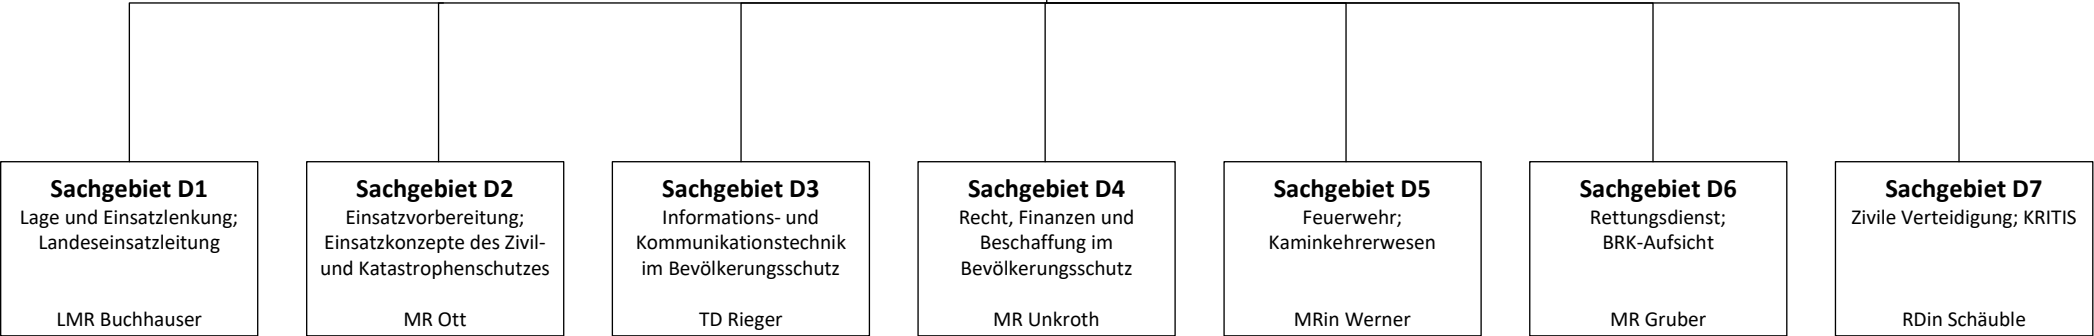 Sachgebiet D1
Lage und Einsatzlenkung;
Landeseinsatzleitung
LMR Buchhauser
Sachgebiet D2
Einsatzvorbereitung;
Einsatzkonzepte des Zivil-
und Katastrophenschutzes
MR Ott
Sachgebiet D3
Informations- und
Kommunikationstechnik
im Bevölkerungsschutz
TD Rieger
Sachgebiet D4
Recht, Finanzen und
Beschaffung im
Bevölkerungsschutz
MR Unkroth
Sachgebiet D5
Feuerwehr;
Kaminkehrerwesen
MRin Werner
Sachgebiet D6
Rettungsdienst;
BRK-Aufsicht
MR Gruber
Sachgebiet D7
Zivile Verteidigung; KRITIS
RDin Schäuble